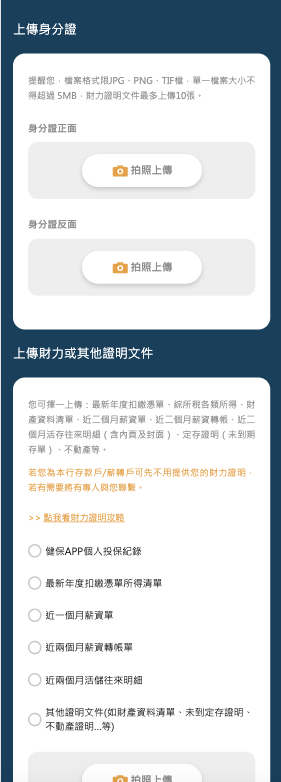 上傳身分證
提醒您，檔案格式限JPG、PNG、TIF檔，單一檔案大小不
得超過 5MB，財力證明文件最多上傳10張。
身分證正面
拍照上傳
身分證反面
拍照上傳
上傳財力或其他證明文件
您可擇一上傳：最新年度扣繳憑單、綜所稅各類所得、財
產資料清單、近二個月薪資單、近二個月薪資轉帳、近二
個月活存往來明細（含內頁及封面）、定存證明（未到期
存單）、不動產等。
若您為本行存款戶/薪轉戶可先不用提供您的財力證明，
若有需要將有專人與您聯繫。
>> 點我看財力證明攻略
健保APP個人投保紀錄
最新年度扣繳憑單所得清單
近一個月薪資單
近兩個月薪資轉帳單
近兩個月活儲往來明細
其他證明文件(如財產資料清單、未到定存證明、
不動產證明...等)
拍照上傳